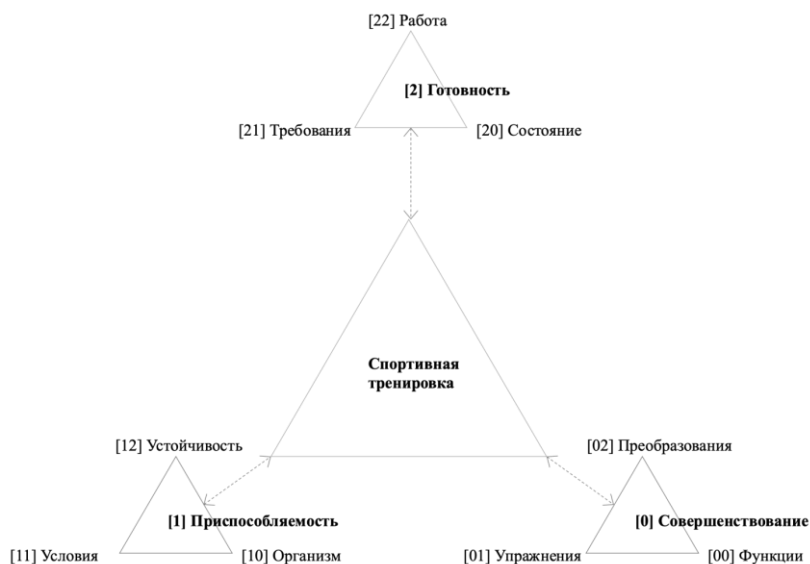 [22] Работа
[2] Готовность
[21] Требования
[20] Состояние
Спортивная
тренировка
[12] Устойчивость
[02] Преобразования
[1] Приспособляемость
[0] Совершенствование
[11] Условия
[10] Организм
[01] Упражнения
[00] Функции